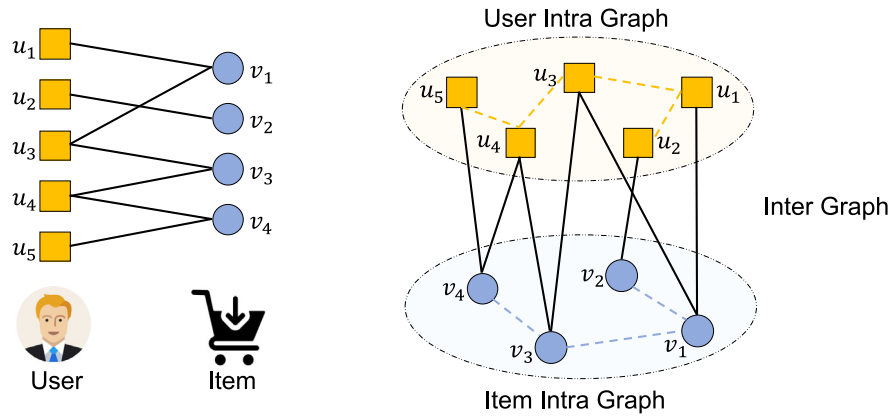 u₁
u₂
u₃
u₄
u₅
v₁
v₂
v₃
v₄
User
Item
User Intra Graph
u₅
u₃
u₁
u₄
u₂
Inter Graph
v₄
v₂
v₃
v₁
Item Intra Graph